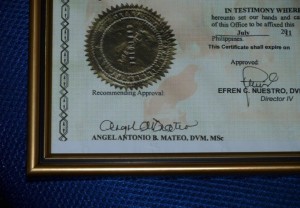 IN TESTIMONY WHERE
hereunto set our hands and ca
of this Office to be affixed this
July 2011
Philippines.
This Certificate shall expire on
Approved:
EFREN C. NUESTRO, DVM
Director IV
Recommending Approval:
ANGEL ANTONIO B. MATEO, DVM, MSc